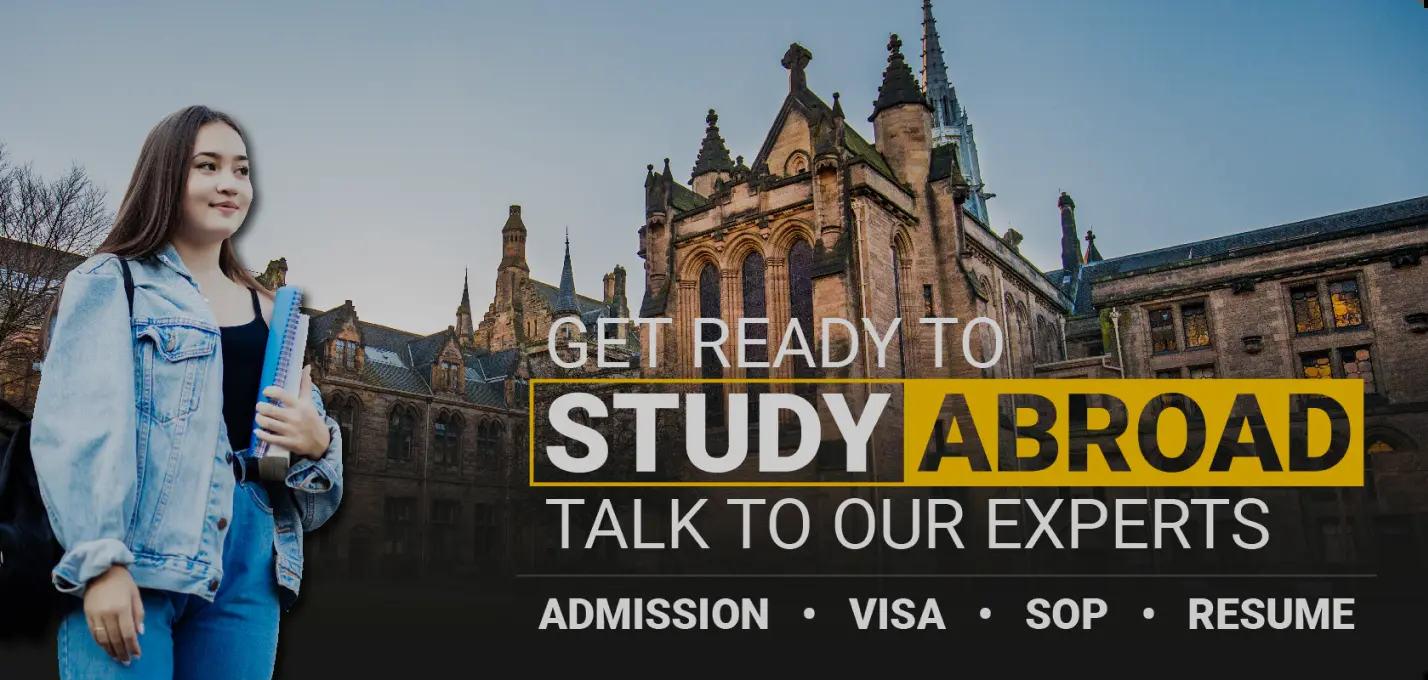 GET READY TO
STUDY ABROAD
TALK TO OUR EXPERTS
ADMISSION • VISA • SOP • RESUME